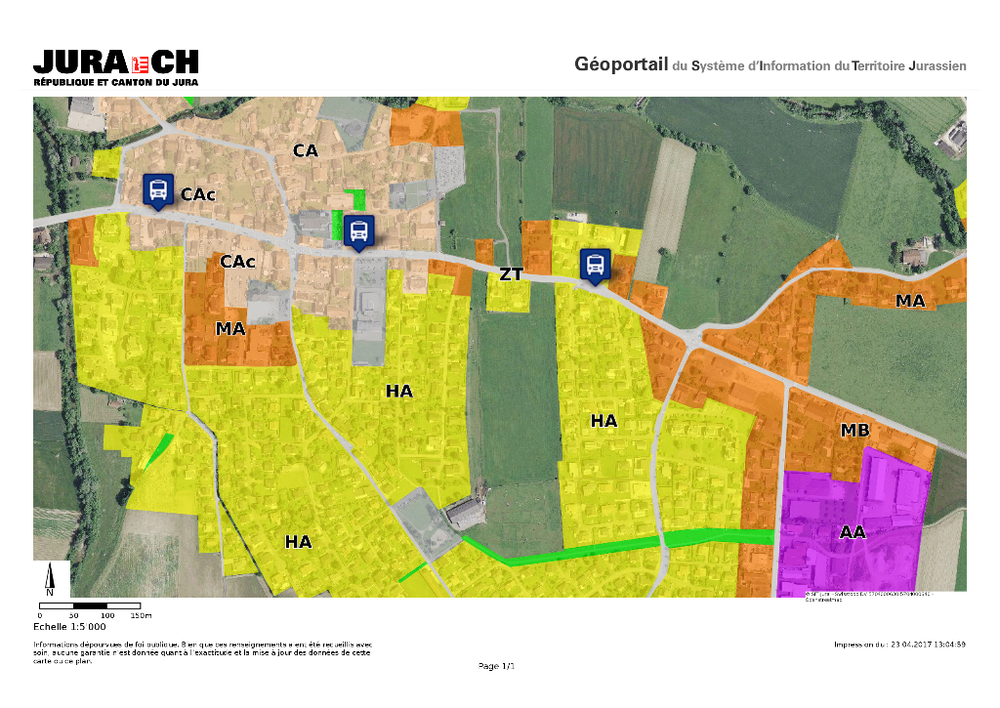 JURA CH
RÉPUBLIQUE ET CANTON DU JURA
Géoportail du Système d'Information du Territoire Jurassien
CA
CAc
CAc
ZT
MA
MA
HA
HA
MB
AA
HA
N
0 50 100 150m
Echelle 1:5'000
Informations dépourvues de foi publique. Bien que ces renseignements aient été recueillis avec
soin, aucune garantie n'est donnée quant à l'exactitude et la mise à jour des données de cette
carte ou ce plan.
Impression du : 23.04.2017 13:04:59
Page 1/1